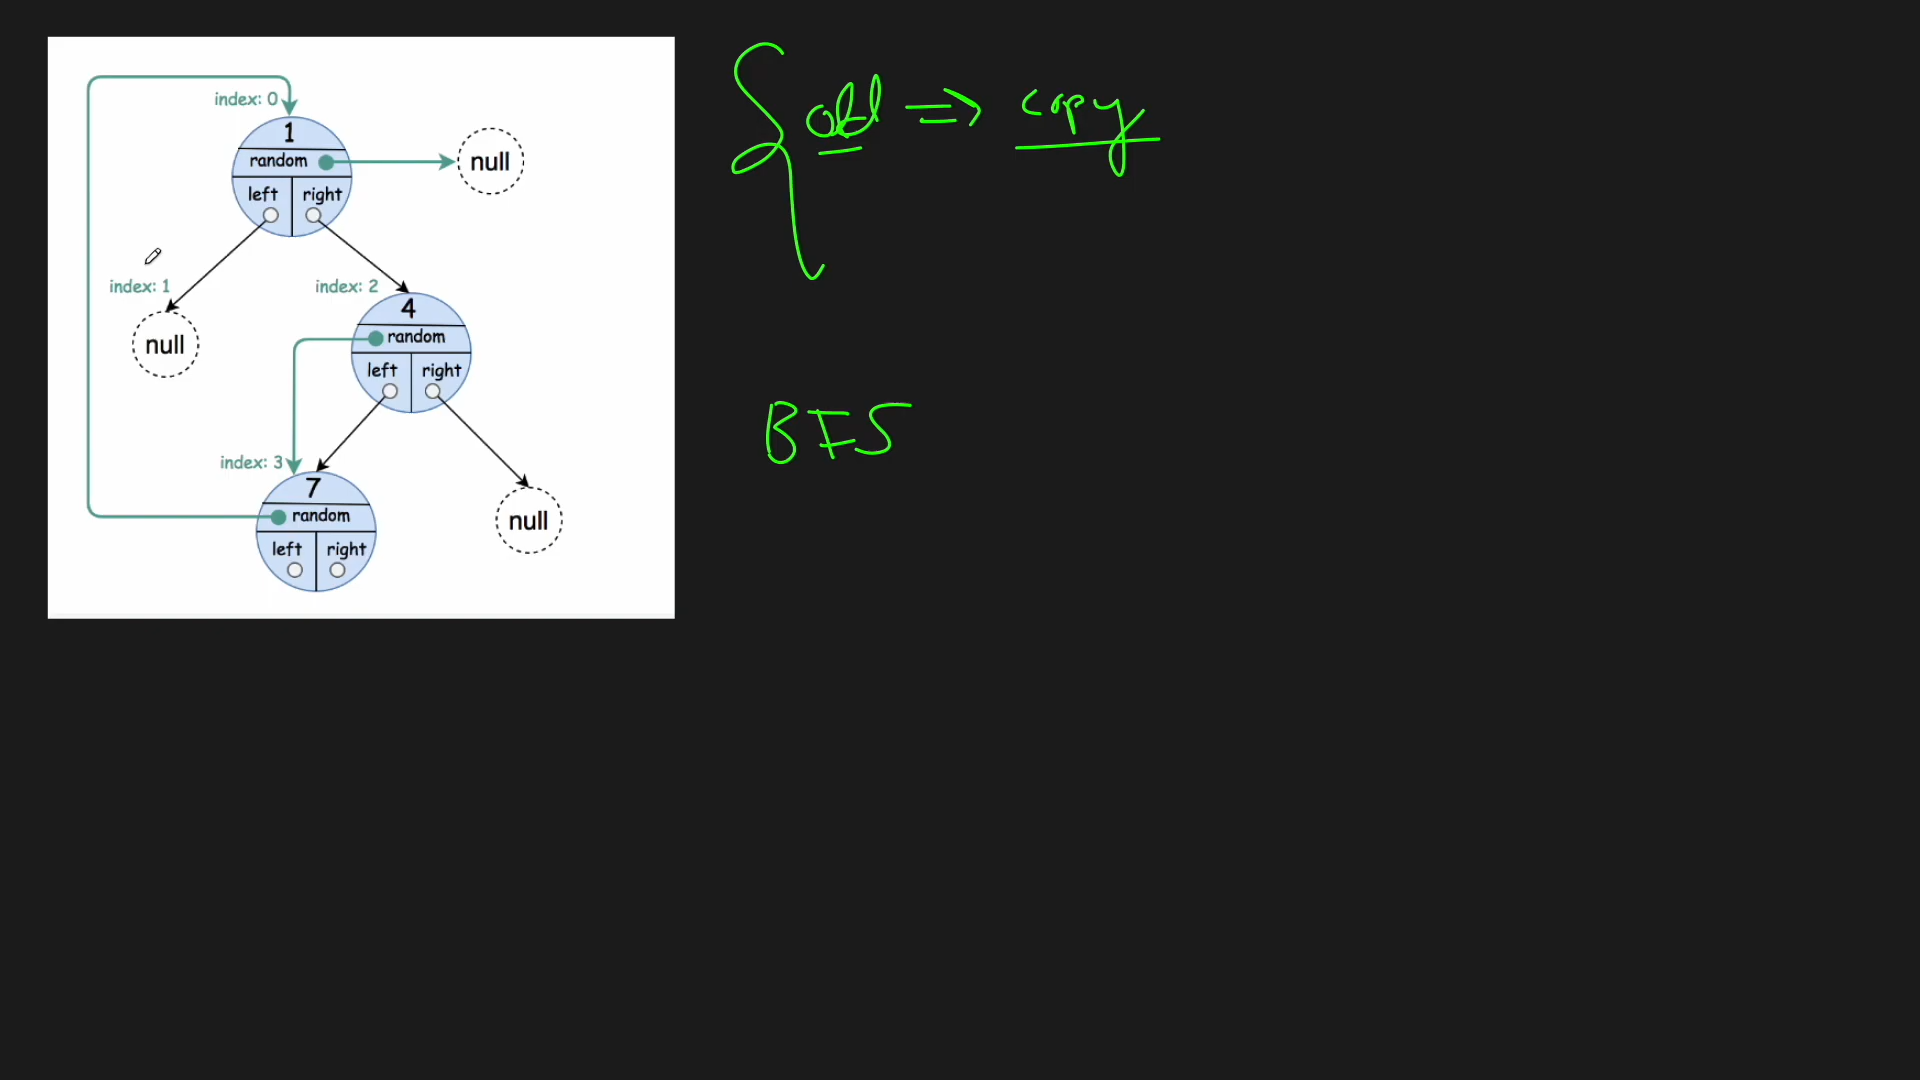 index: 0
1
random
null
left right
index: 1
index: 2
null
4
random
left right
index: 3
7
random
null
left right
old => copy
BFS